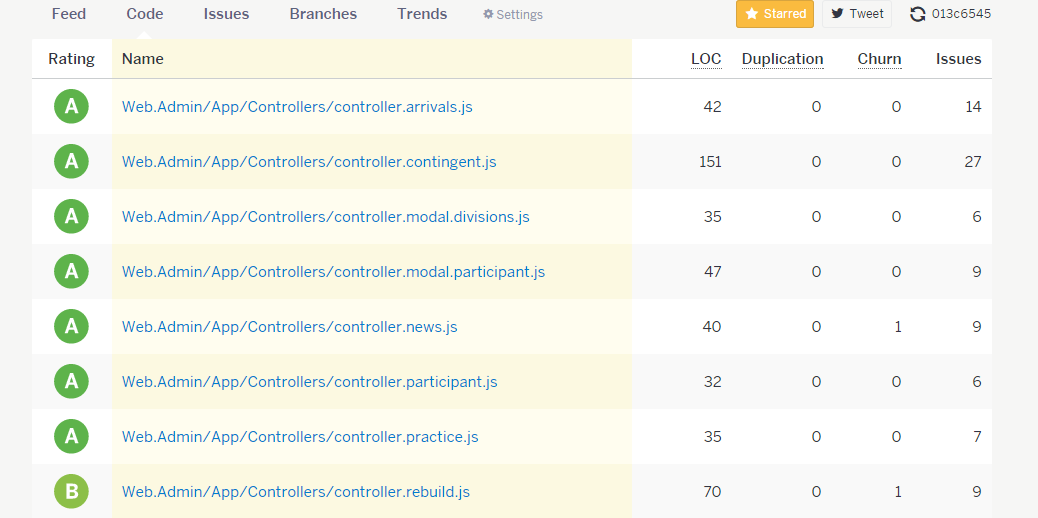 Feed Code Issues Branches Trends Settings Starred Tweet 013c6545
Rating Name LOC Duplication Churn Issues
A Web.Admin/App/Controllers/controller.arrivals.js 42 0 0 14
A Web.Admin/App/Controllers/controller.contingent.js 151 0 0 27
A Web.Admin/App/Controllers/controller.modal.divisions.js 35 0 0 6
A Web.Admin/App/Controllers/controller.modal.participant.js 47 0 0 9
A Web.Admin/App/Controllers/controller.news.js 40 0 1 9
A Web.Admin/App/Controllers/controller.participant.js 32 0 0 6
A Web.Admin/App/Controllers/controller.practice.js 35 0 0 7
B Web.Admin/App/Controllers/controller.rebuild.js 70 0 1 9